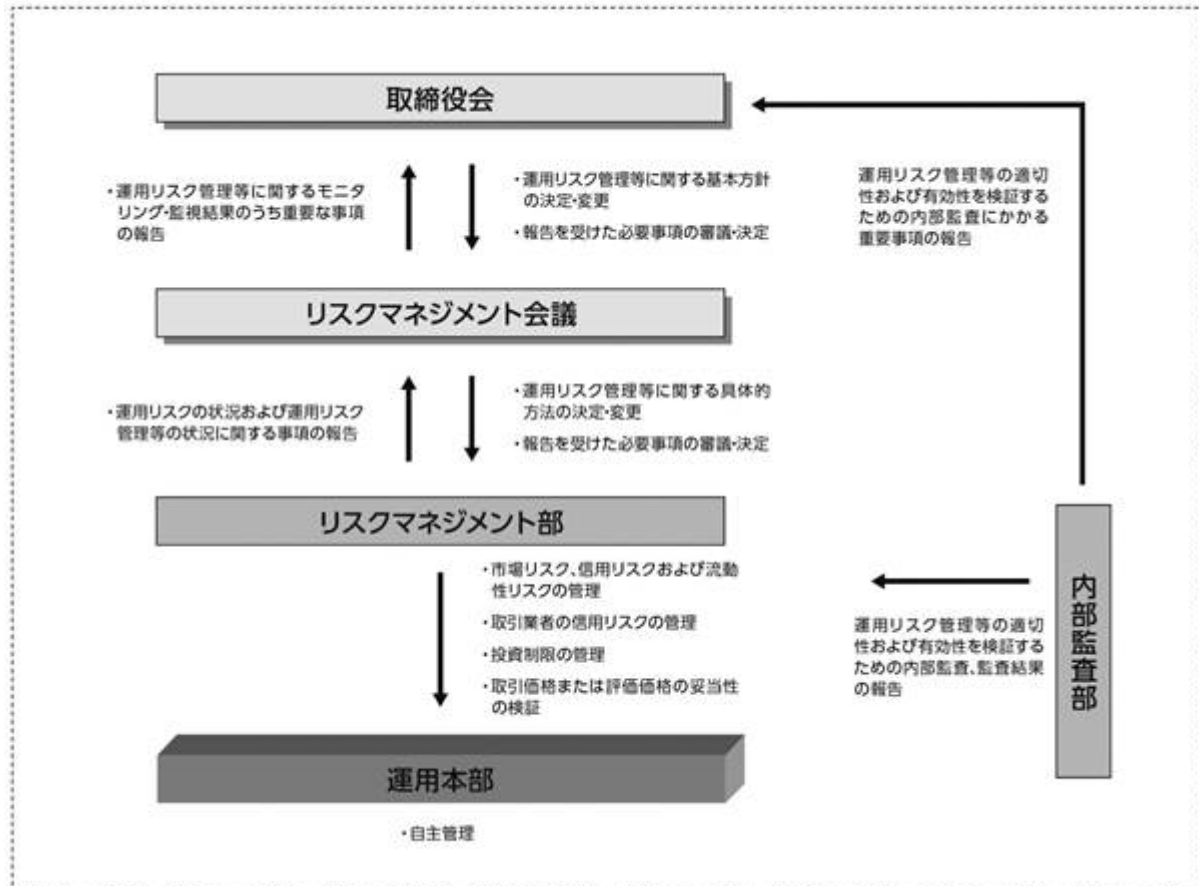 取締役会
・運用リスク管理等に関するモニタ
リング・監視結果のうち重要な事項
の報告
・運用リスク管理等に関する基本方針
の決定・変更
・報告を受けた必要事項の審議・決定
運用リスク管理等の適切
性および有効性を検証する
ための内部監査にかかる
重要事項の報告
リスクマネジメント会議
・運用リスクの状況および運用リスク
管理等の状況に関する事項の報告
・運用リスク管理等に関する具体的
方法の決定・変更
・報告を受けた必要事項の審議・決定
リスクマネジメント部
・市場リスク、信用リスクおよび流動
性リスクの管理
・取引業者の信用リスクの管理
・投資制限の管理
・取引価格または評価価格の妥当性
の検証
運用リスク管理等の適切
性および有効性を検証する
ための内部監査、監査結果
の報告
内部監査部
運用本部
・自主管理